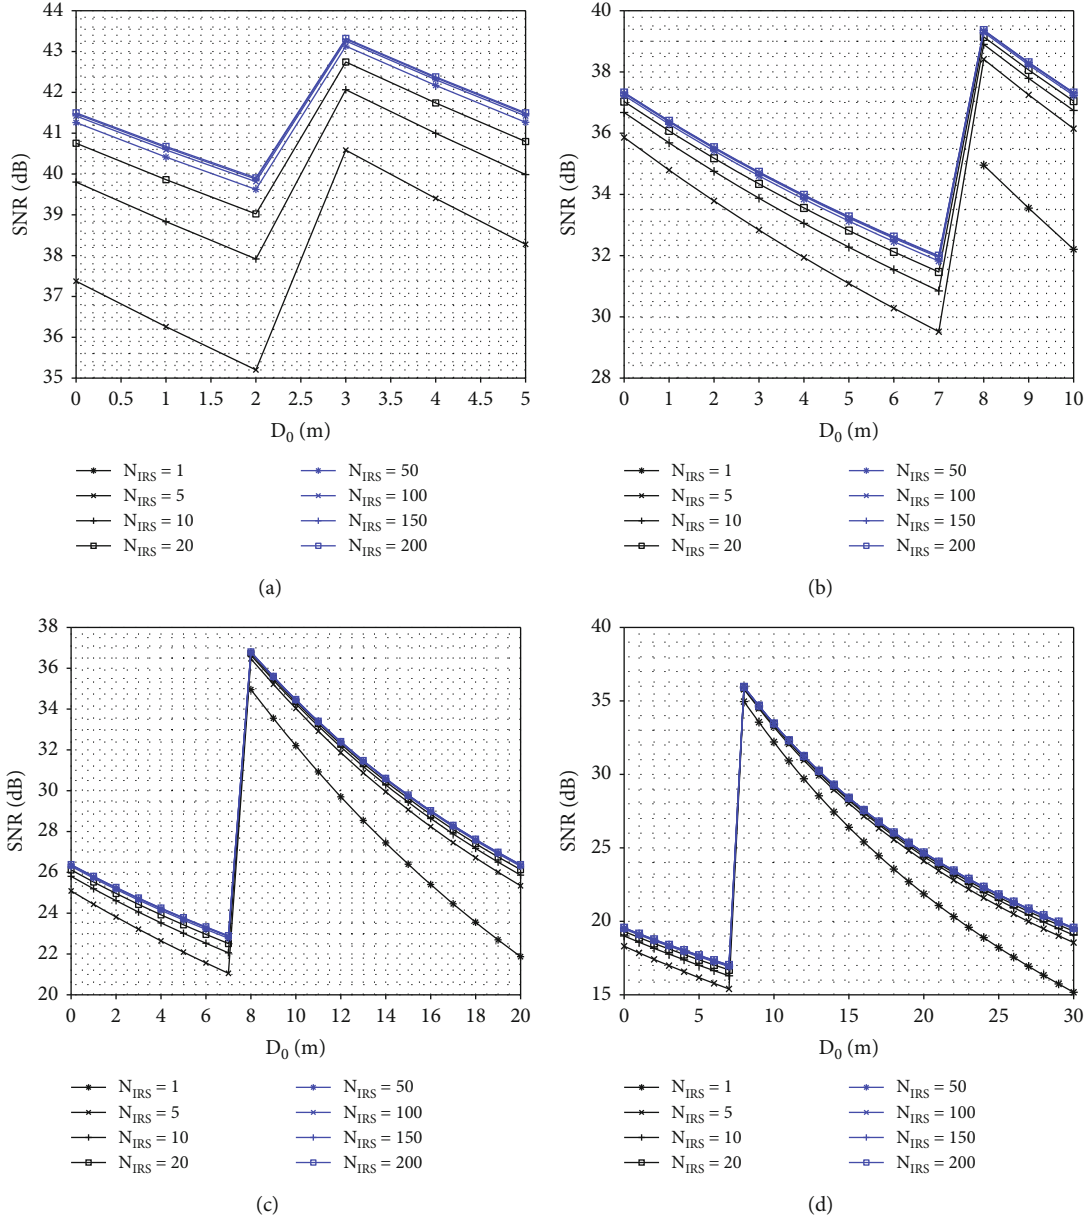 44
43
42
41
40
39
38
37
36
35
SNR (dB)
0 0.5 1 1.5 2 2.5 3 3.5 4 4.5 5
D0 (m)
NIRS = 1
NIRS = 5
NIRS = 10
NIRS = 20
NIRS = 50
NIRS = 100
NIRS = 150
NIRS = 200
(a)
40
38
36
34
32
30
28
SNR (dB)
0 1 2 3 4 5 6 7 8 9 10
D0 (m)
NIRS = 1
NIRS = 5
NIRS = 10
NIRS = 20
NIRS = 50
NIRS = 100
NIRS = 150
NIRS = 200
(b)
38
36
34
32
30
28
26
24
22
20
SNR (dB)
0 2 4 6 8 10 12 14 16 18 20
D0 (m)
NIRS = 1
NIRS = 5
NIRS = 10
NIRS = 20
NIRS = 50
NIRS = 100
NIRS = 150
NIRS = 200
(c)
40
35
30
25
20
15
SNR (dB)
0 5 10 15 20 25 30
D0 (m)
NIRS = 1
NIRS = 5
NIRS = 10
NIRS = 20
NIRS = 50
NIRS = 100
NIRS = 150
NIRS = 200
(d)